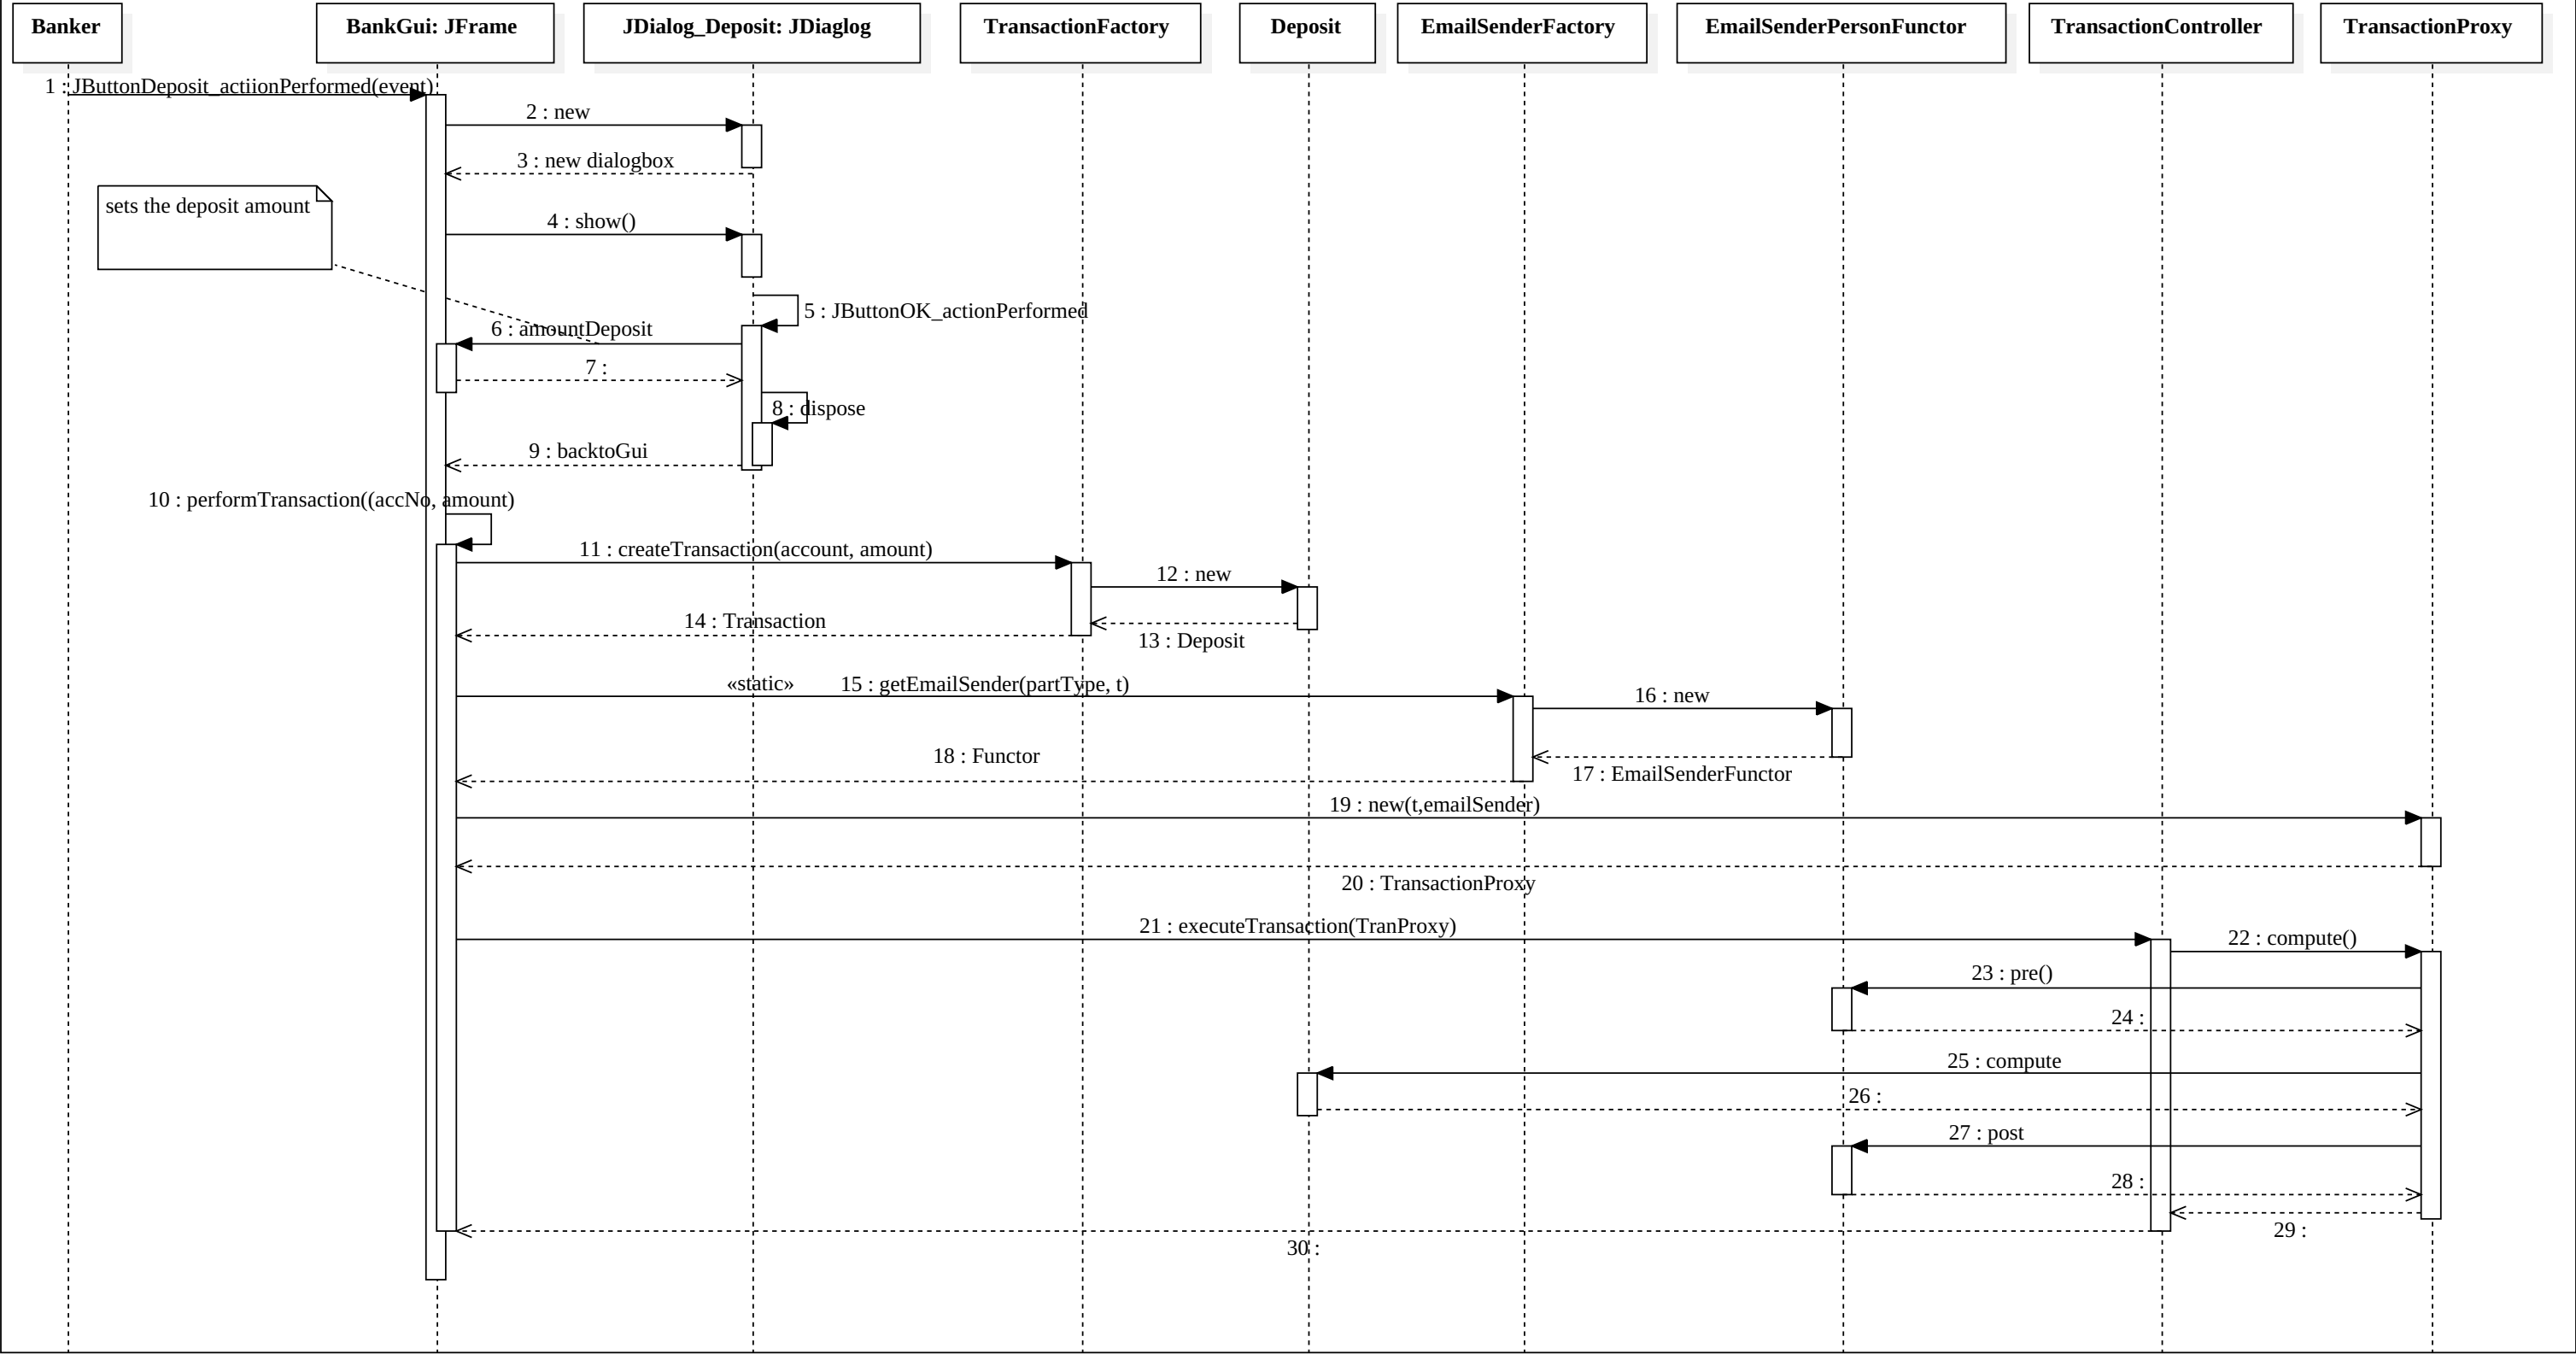 Banker
BankGui: JFrame
JDialog_Deposit: JDiaglog
TransactionFactory
Deposit
EmailSenderFactory
EmailSenderPersonFunctor
TransactionController
TransactionProxy
1 : JButtonDeposit_actiionPerformed(event)
2 : new
3 : new dialogbox
sets the deposit amount
4 : show()
5 : JButtonOK_actionPerformed
6 : amountDeposit
7 :
8 : dispose
9 : backtoGui
10 : performTransaction((accNo, amount)
11 : createTransaction(account, amount)
12 : new
14 : Transaction
13 : Deposit
«static»
15 : getEmailSender(partType, t)
16 : new
18 : Functor
17 : EmailSenderFunctor
19 : new(t,emailSender)
20 : TransactionProxy
21 : executeTransaction(TranProxy)
22 : compute()
23 : pre()
24 :
25 : compute
26 :
27 : post
28 :
29 :
30 :